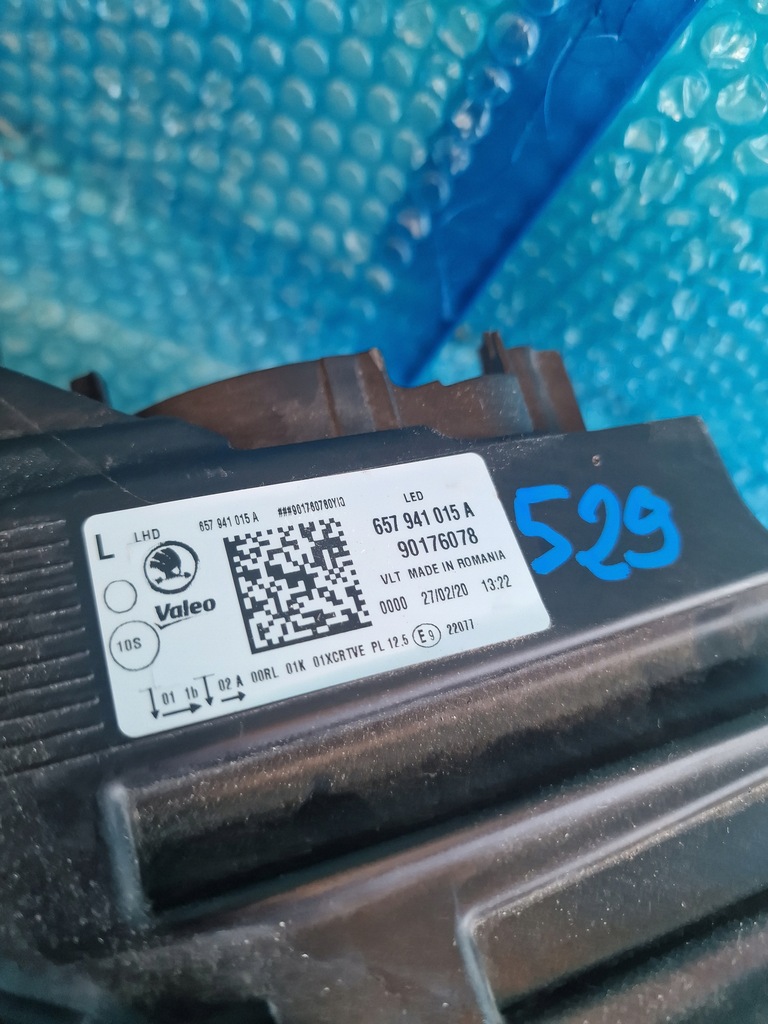 L LHD 657 941 015 A ###90176078
LED
657 941 015 A
90176078
VLT MADE IN ROMANIA
0000 27/02/20 13:22
Valeo
10S
01 1b 02 A 00RL 01K 01XCRTVE PL 12.5 E9 22077
529